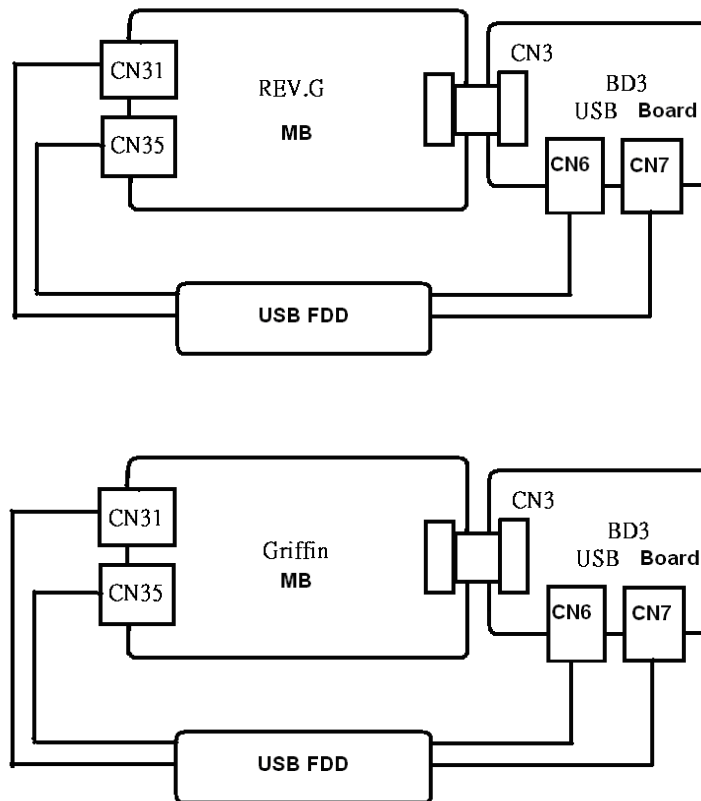 CN31
CN35
REV.G
MB
CN3
BD3
USB Board
CN6 CN7
USB FDD
CN31
CN35
Griffin
MB
CN3
BD3
USB Board
CN6 CN7
USB FDD